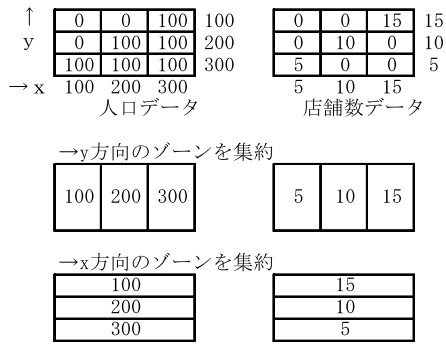 ↑ 0 0 100 100 0 0 15 15
y 0 100 100 200 0 10 0 10
100 100 100 300 5 0 0 5
→x 100 200 300 5 10 15
人口データ 店舗数データ
→y方向のゾーンを集約
100 200 300 5 10 15
→x方向のゾーンを集約
100 15
200 10
300 5